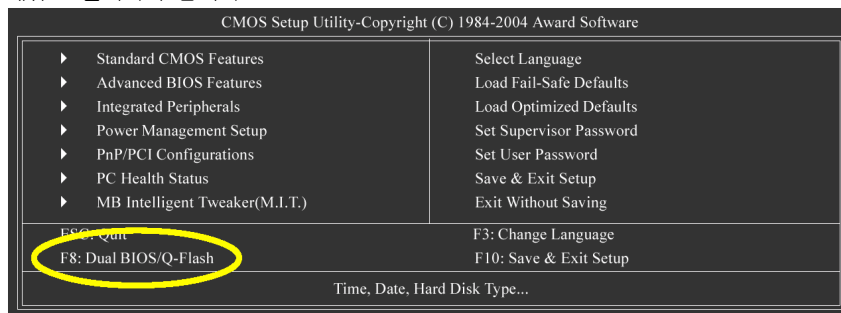 CMOS Setup Utility-Copyright (C) 1984-2004 Award Software
Standard CMOS Features
Advanced BIOS Features
Integrated Peripherals
Power Management Setup
PnP/PCI Configurations
PC Health Status
MB Intelligent Tweaker(M.I.T.)
Select Language
Load Fail-Safe Defaults
Load Optimized Defaults
Set Supervisor Password
Set User Password
Save & Exit Setup
Exit Without Saving
ESC: Quit
F3: Change Language
F8: Dual BIOS/Q-Flash
F10: Save & Exit Setup
Time, Date, Hard Disk Type...